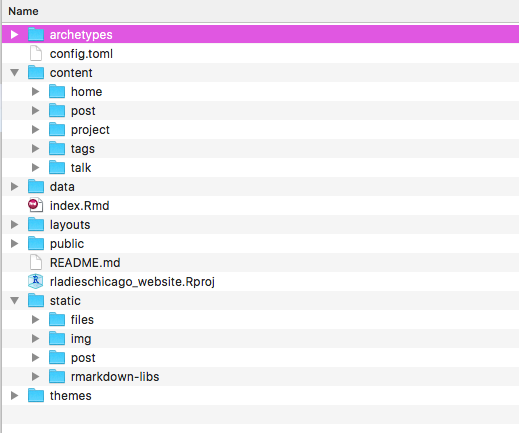 Name
archetypes
config.toml
content
home
post
project
tags
talk
data
index.Rmd
layouts
public
README.md
rladieschicago_website.Rproj
static
files
img
post
rmarkdown-libs
themes